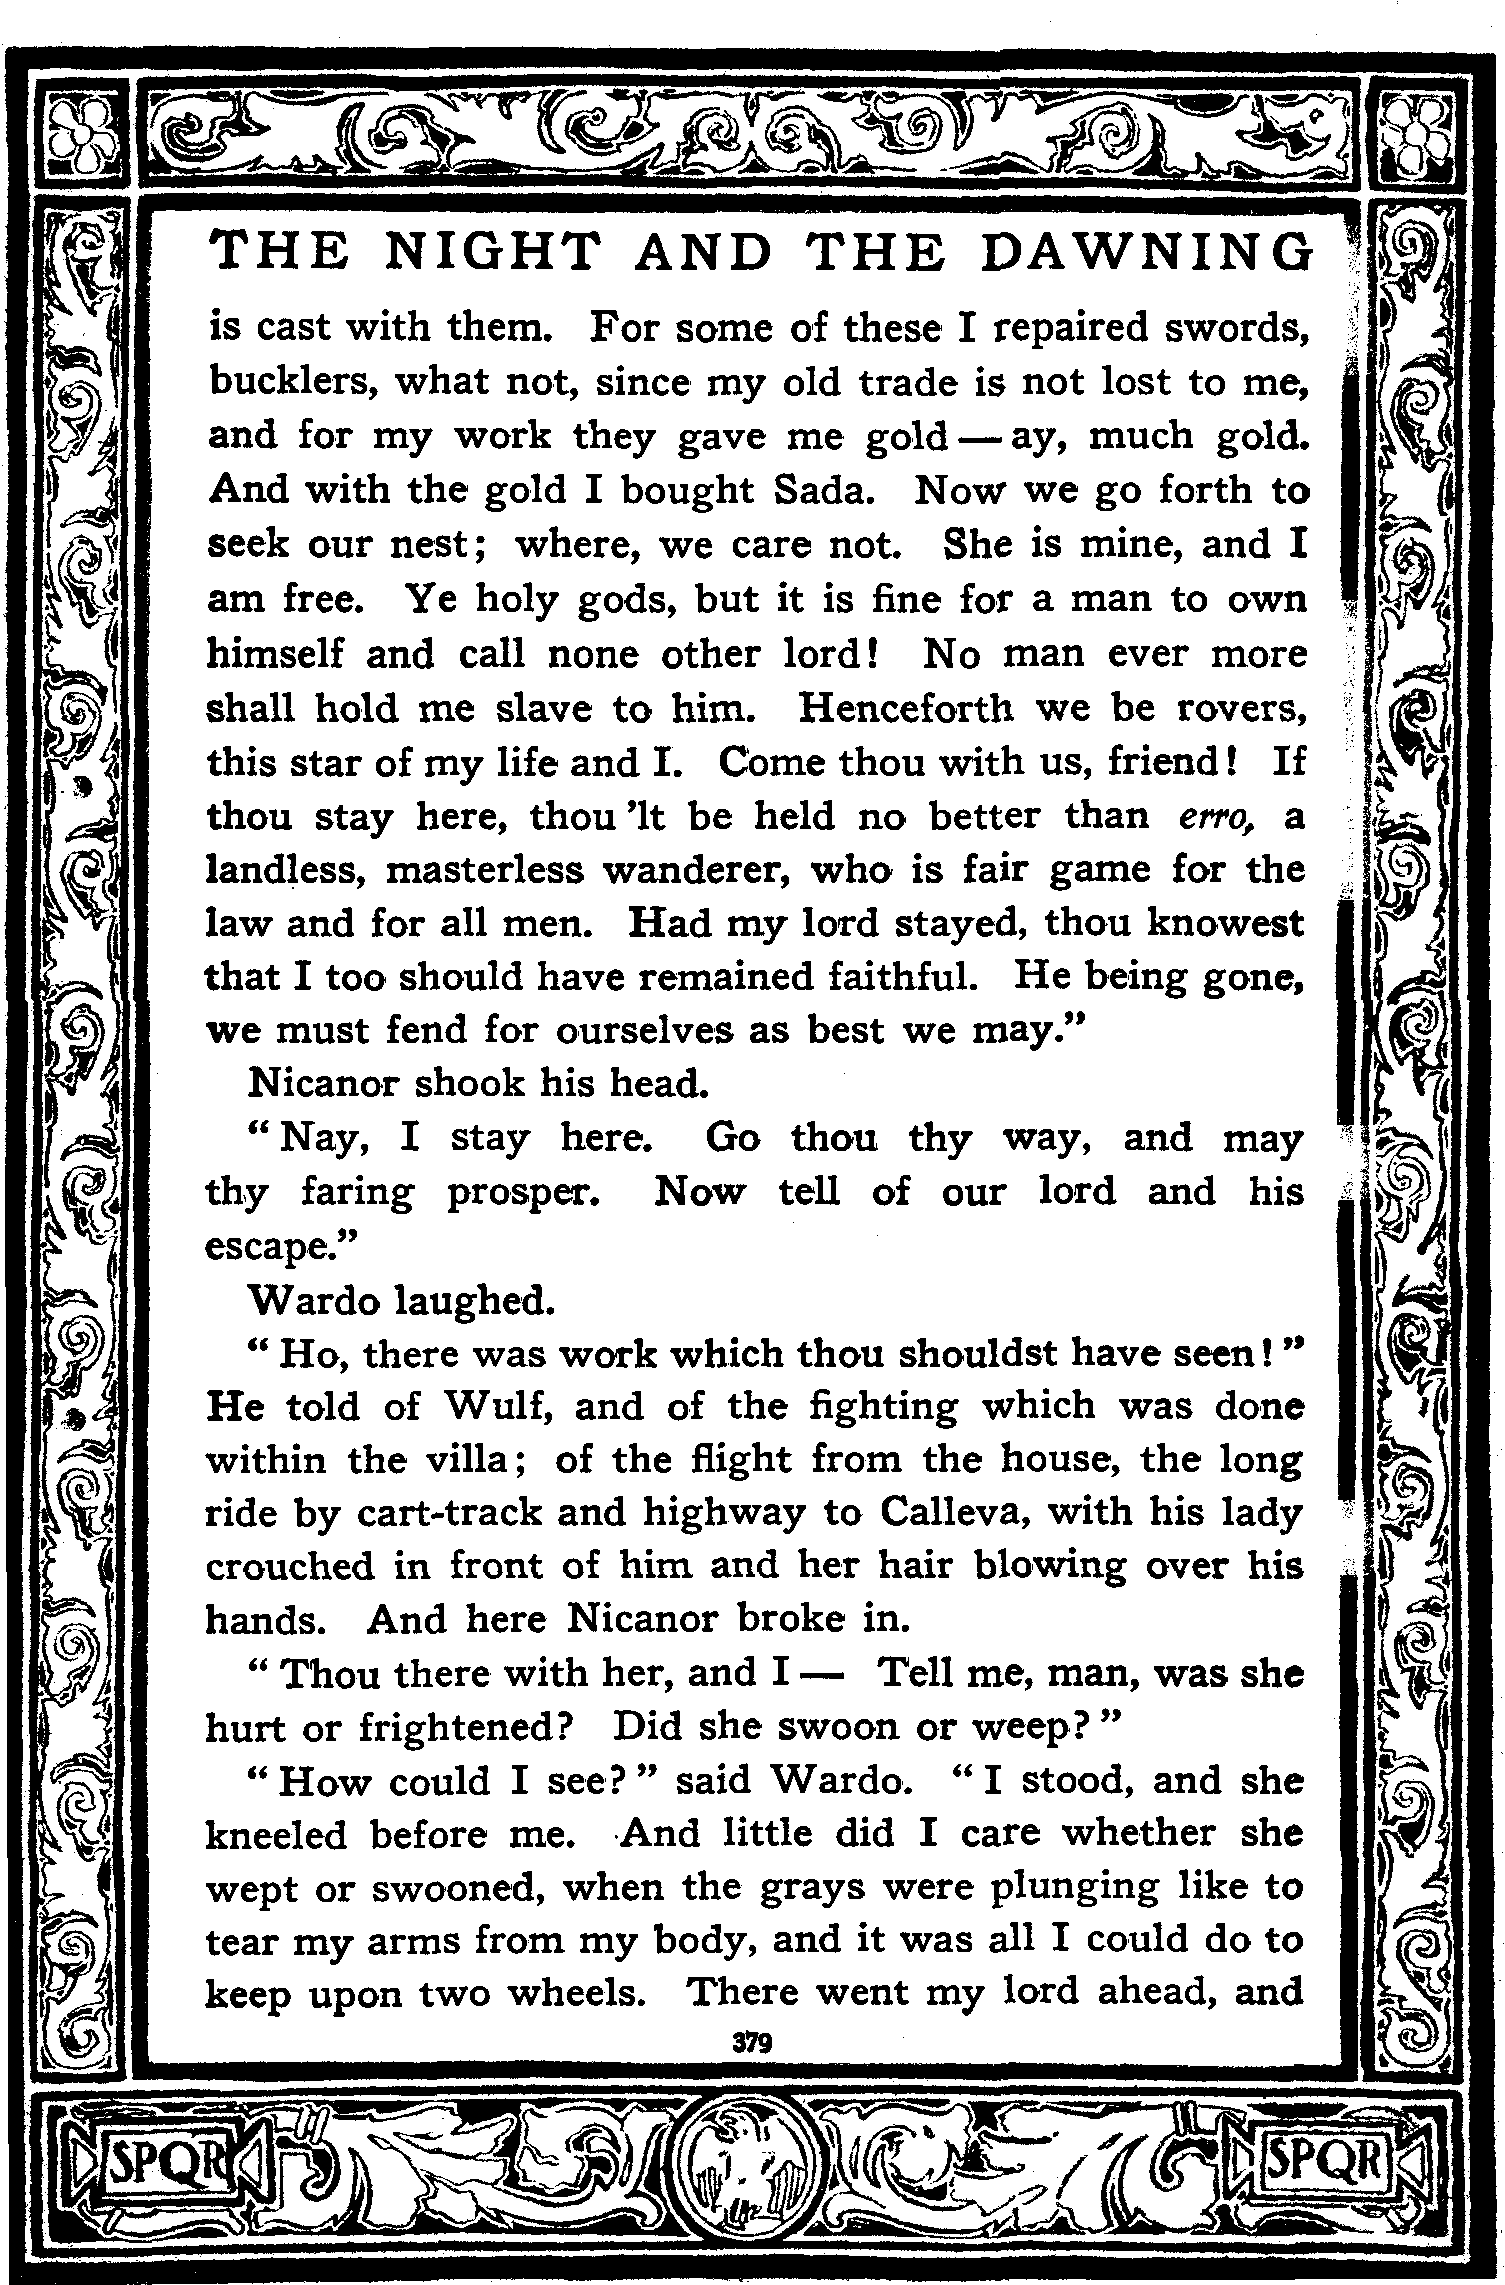 THE NIGHT AND THE DAWNING
is cast with them. For some of these I repaired swords,
bucklers, what not, since my old trade is not lost to me,
and for my work they gave me gold — ay, much gold.
And with the gold I bought Sada. Now we go forth to
seek our nest; where, we care not. She is mine, and I
am free. Ye holy gods, but it is fine for a man to own
himself and call none other lord! No man ever more
shall hold me slave to him. Henceforth we be rovers,
this star of my life and I. Come thou with us, friend! If
thou stay here, thou 'lt be held no better than erro, a
landless, masterless wanderer, who is fair game for the
law and for all men. Had my lord stayed, thou knowest
that I too should have remained faithful. He being gone,
we must fend for ourselves as best we may."
Nicanor shook his head.
"Nay, I stay here. Go thou thy way, and may
thy faring prosper. Now tell of our lord and his
escape."
Wardo laughed.
"Ho, there was work which thou shouldst have seen!"
He told of Wulf, and of the fighting which was done
within the villa; of the flight from the house, the long
ride by cart-track and highway to Calleva, with his lady
crouched in front of him and her hair blowing over his
hands. And here Nicanor broke in.
"Thou there with her, and I — Tell me, man, was she
hurt or frightened? Did she swoon or weep?"
"How could I see?" said Wardo. "I stood, and she
kneeled before me. And little did I care whether she
wept or swooned, when the grays were plunging like to
tear my arms from my body, and it was all I could do to
keep upon two wheels. There went my lord ahead, and
379
SPQR SPQR